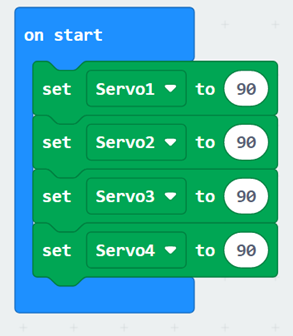 on start
set Servo1 to 90
set Servo2 to 90
set Servo3 to 90
set Servo4 to 90